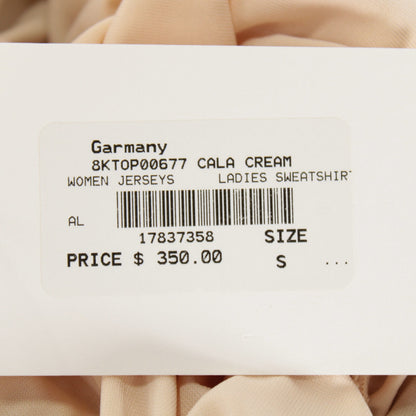 Garmany
8KTOP00677 CALA CREAM
WOMEN JERSEYS LADIES SWEATSHIRT
AL
17837358 SIZE
PRICE $ 350.00 S ...